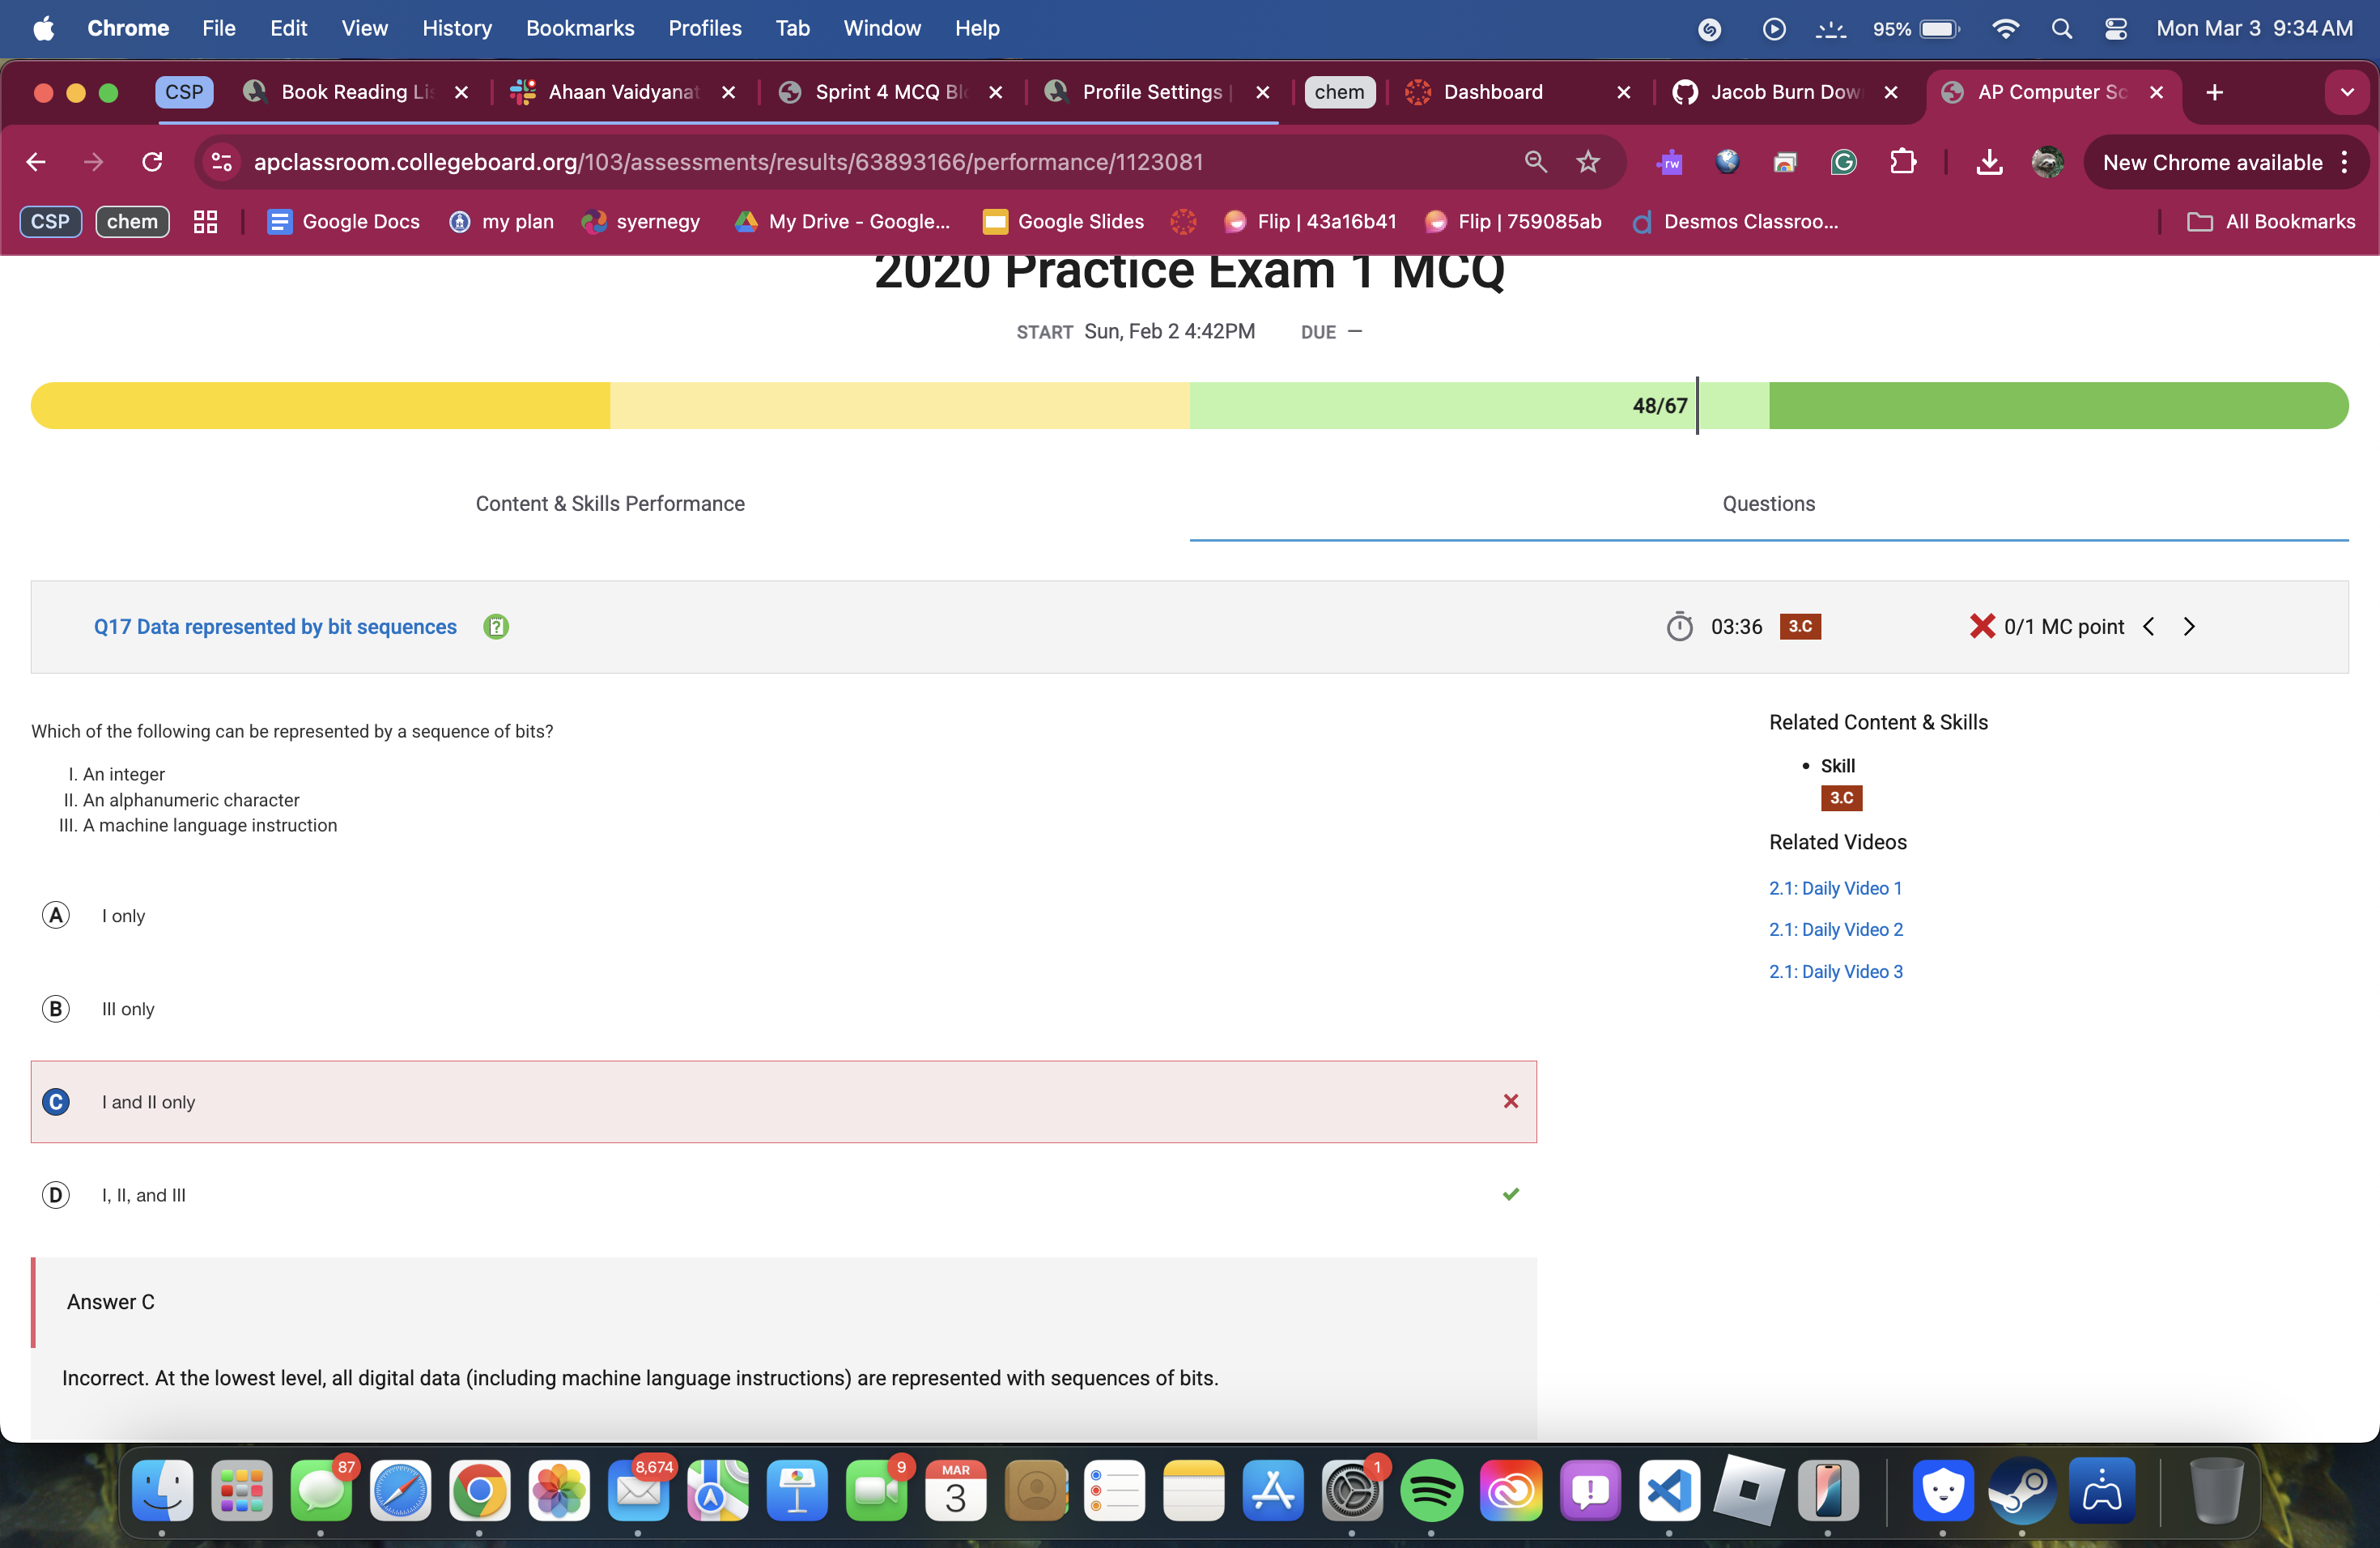 Chrome File Edit View History Bookmarks Profiles Tab Window Help 95% Mon Mar 3 9:34 AM
CSP Book Reading Lis Ahaan Vaidyanat Sprint 4 MCQ Blo Profile Settings | chem Dashboard Jacob Burn Dow AP Computer Sc
apclassroom.collegeboard.org/103/assessments/results/63893166/performance/1123081 rw New Chrome available
CSP chem Google Docs my plan syernegy My Drive - Google... Google Slides Flip | 43a16b41 Flip | 759085ab Desmos Classroo... All Bookmarks
2020 Practice Exam 1 MCQ
START Sun, Feb 2 4:42PM DUE —
48/67
Content & Skills Performance Questions
Q17 Data represented by bit sequences 03:36 3.C 0/1 MC point
Which of the following can be represented by a sequence of bits?
I. An integer
II. An alphanumeric character
III. A machine language instruction
A I only
B III only
C I and II only
D I, II, and III
Answer C
Incorrect. At the lowest level, all digital data (including machine language instructions) are represented with sequences of bits.
Related Content & Skills
• Skill
3.C
Related Videos
2.1: Daily Video 1
2.1: Daily Video 2
2.1: Daily Video 3
87 8,674 9 MAR 3 1